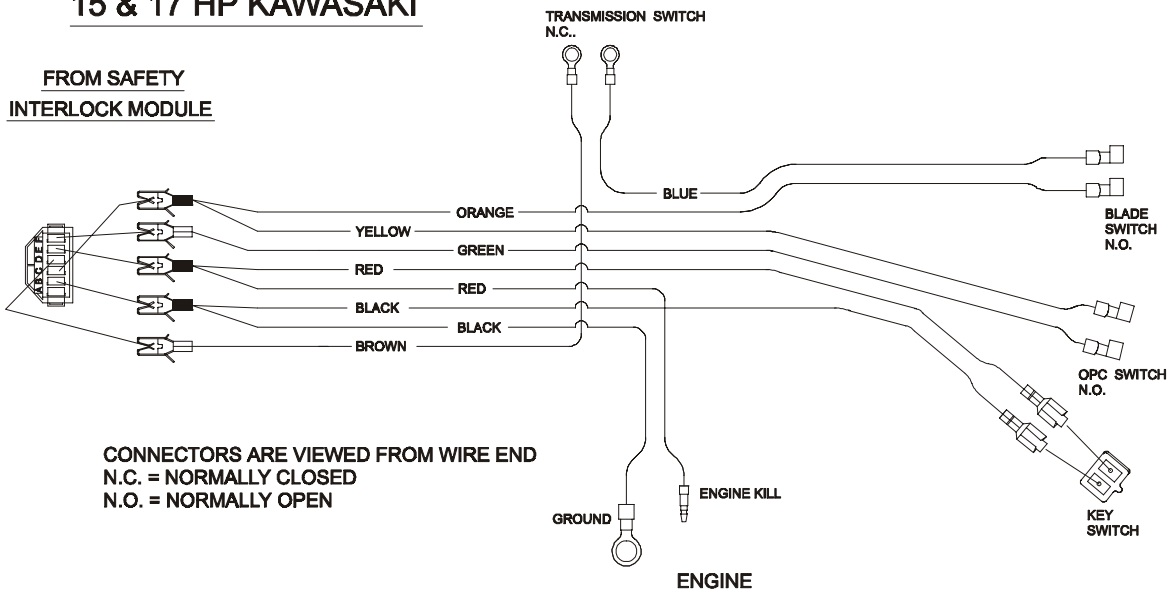 15 & 17 HP KAWASAKI
TRANSMISSION SWITCH
N.C..
FROM SAFETY
INTERLOCK MODULE
BLUE
ORANGE
YELLOW
GREEN
RED
RED
BLACK
BLACK
BROWN
A B C D E F
BLADE
SWITCH
N.O.
OPC SWITCH
N.O.
CONNECTORS ARE VIEWED FROM WIRE END
N.C. = NORMALLY CLOSED
N.O. = NORMALLY OPEN
ENGINE KILL
GROUND
KEY
SWITCH
ENGINE